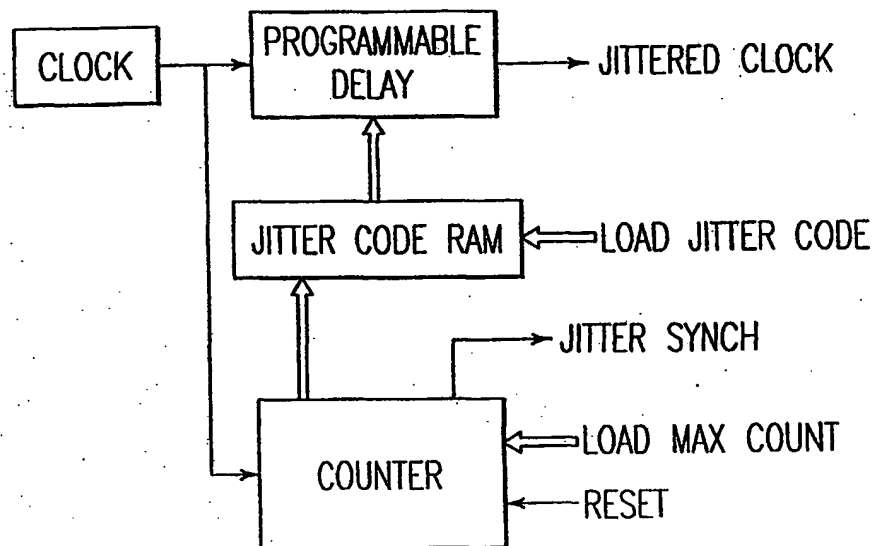 CLOCK
PROGRAMMABLE
DELAY
JITTERED CLOCK
JITTER CODE RAM
LOAD JITTER CODE
JITTER SYNCH
LOAD MAX COUNT
COUNTER
RESET